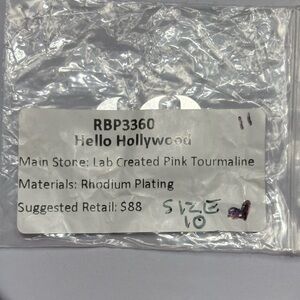 RBP3360
Hello Hollywood
Main Stone: Lab Created Pink Tourmaline
Materials: Rhodium Plating
Suggested Retail: $88
SIZE
10